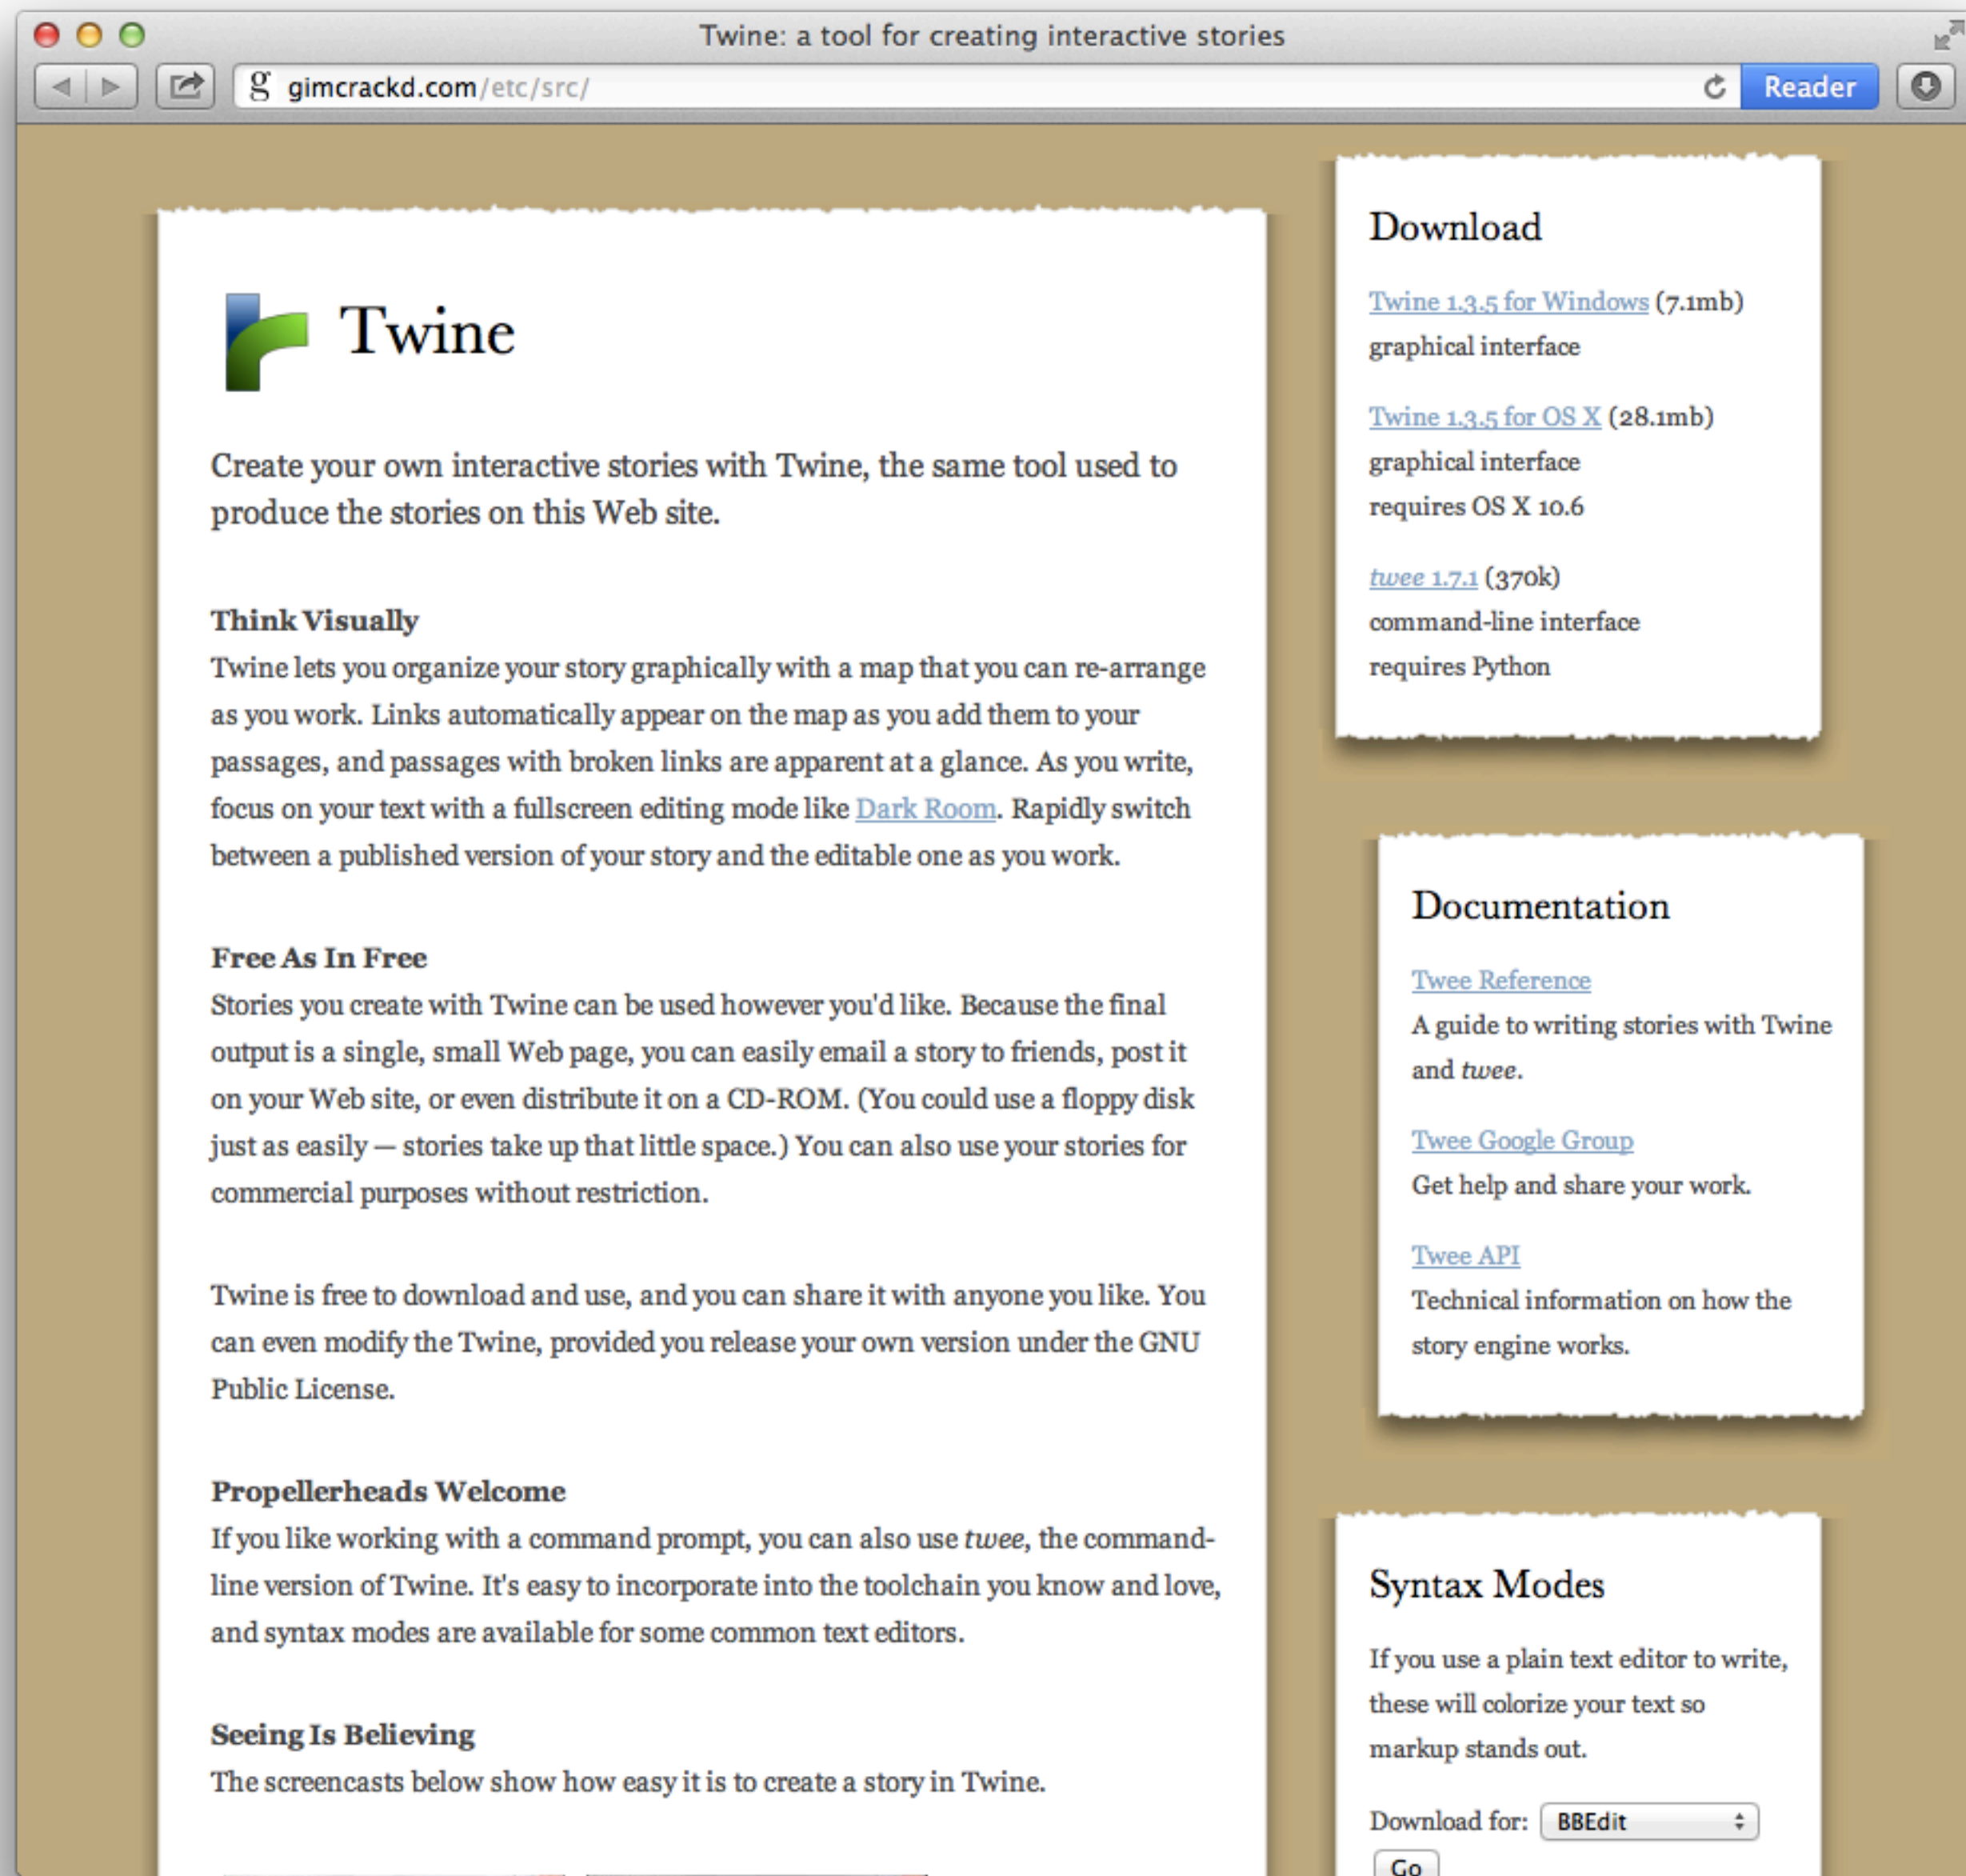 Twine: a tool for creating interactive stories
g gimcrackd.com/etc/src/
Reader
Twine
Create your own interactive stories with Twine, the same tool used to
produce the stories on this Web site.
Think Visually
Twine lets you organize your story graphically with a map that you can re-arrange
as you work. Links automatically appear on the map as you add them to your
passages, and passages with broken links are apparent at a glance. As you write,
focus on your text with a fullscreen editing mode like Dark Room. Rapidly switch
between a published version of your story and the editable one as you work.
Free As In Free
Stories you create with Twine can be used however you'd like. Because the final
output is a single, small Web page, you can easily email a story to friends, post it
on your Web site, or even distribute it on a CD-ROM. (You could use a floppy disk
just as easily — stories take up that little space.) You can also use your stories for
commercial purposes without restriction.
Twine is free to download and use, and you can share it with anyone you like. You
can even modify the Twine, provided you release your own version under the GNU
Public License.
Propellerheads Welcome
If you like working with a command prompt, you can also use twee, the command-
line version of Twine. It's easy to incorporate into the toolchain you know and love,
and syntax modes are available for some common text editors.
Seeing Is Believing
The screencasts below show how easy it is to create a story in Twine.
Download
Twine 1.3.5 for Windows (7.1mb)
graphical interface
Twine 1.3.5 for OS X (28.1mb)
graphical interface
requires OS X 10.6
twee 1.7.1 (370k)
command-line interface
requires Python
Documentation
Twee Reference
A guide to writing stories with Twine
and twee.
Twee Google Group
Get help and share your work.
Twee API
Technical information on how the
story engine works.
Syntax Modes
If you use a plain text editor to write,
these will colorize your text so
markup stands out.
Download for: BBEdit
Go